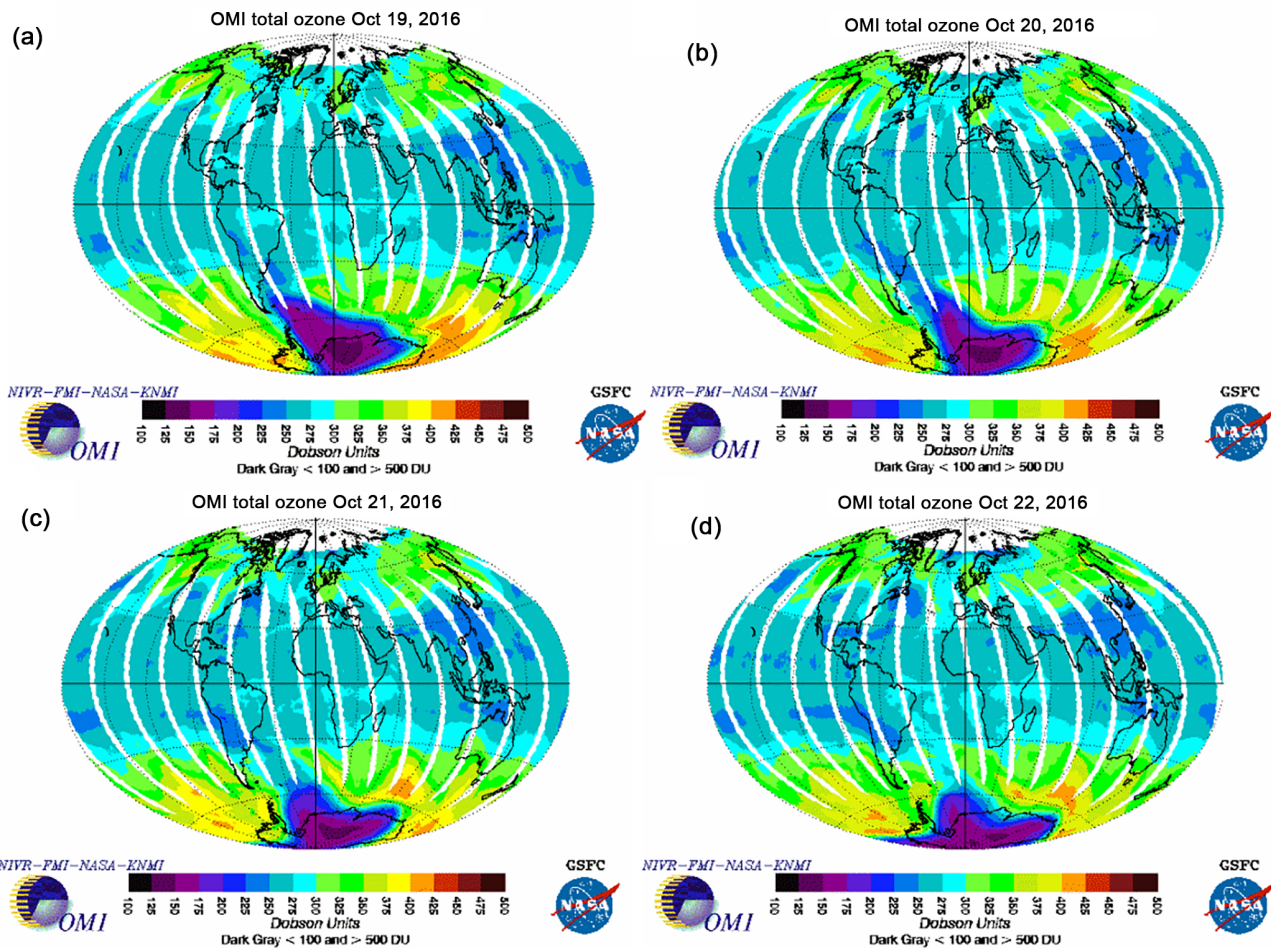 (a)
OMI total ozone Oct 19, 2016
NIVR-FMI-NASA-KNMI
OMI
100 125 150 175 200 225 250 275 300 325 350 375 400 425 450 475 500
Dobson Units
Dark Gray < 100 and > 500 DU
GSFC
NASA
(b)
OMI total ozone Oct 20, 2016
NIVR-FMI-NASA-KNMI
OMI
100 125 150 175 200 225 250 275 300 325 350 375 400 425 450 475 500
Dobson Units
Dark Gray < 100 and > 500 DU
GSFC
NASA
(c)
OMI total ozone Oct 21, 2016
NIVR-FMI-NASA-KNMI
OMI
100 125 150 175 200 225 250 275 300 325 350 375 400 425 450 475 500
Dobson Units
Dark Gray < 100 and > 500 DU
GSFC
NASA
(d)
OMI total ozone Oct 22, 2016
NIVR-FMI-NASA-KNMI
OMI
100 125 150 175 200 225 250 275 300 325 350 375 400 425 450 475 500
Dobson Units
Dark Gray < 100 and > 500 DU
GSFC
NASA